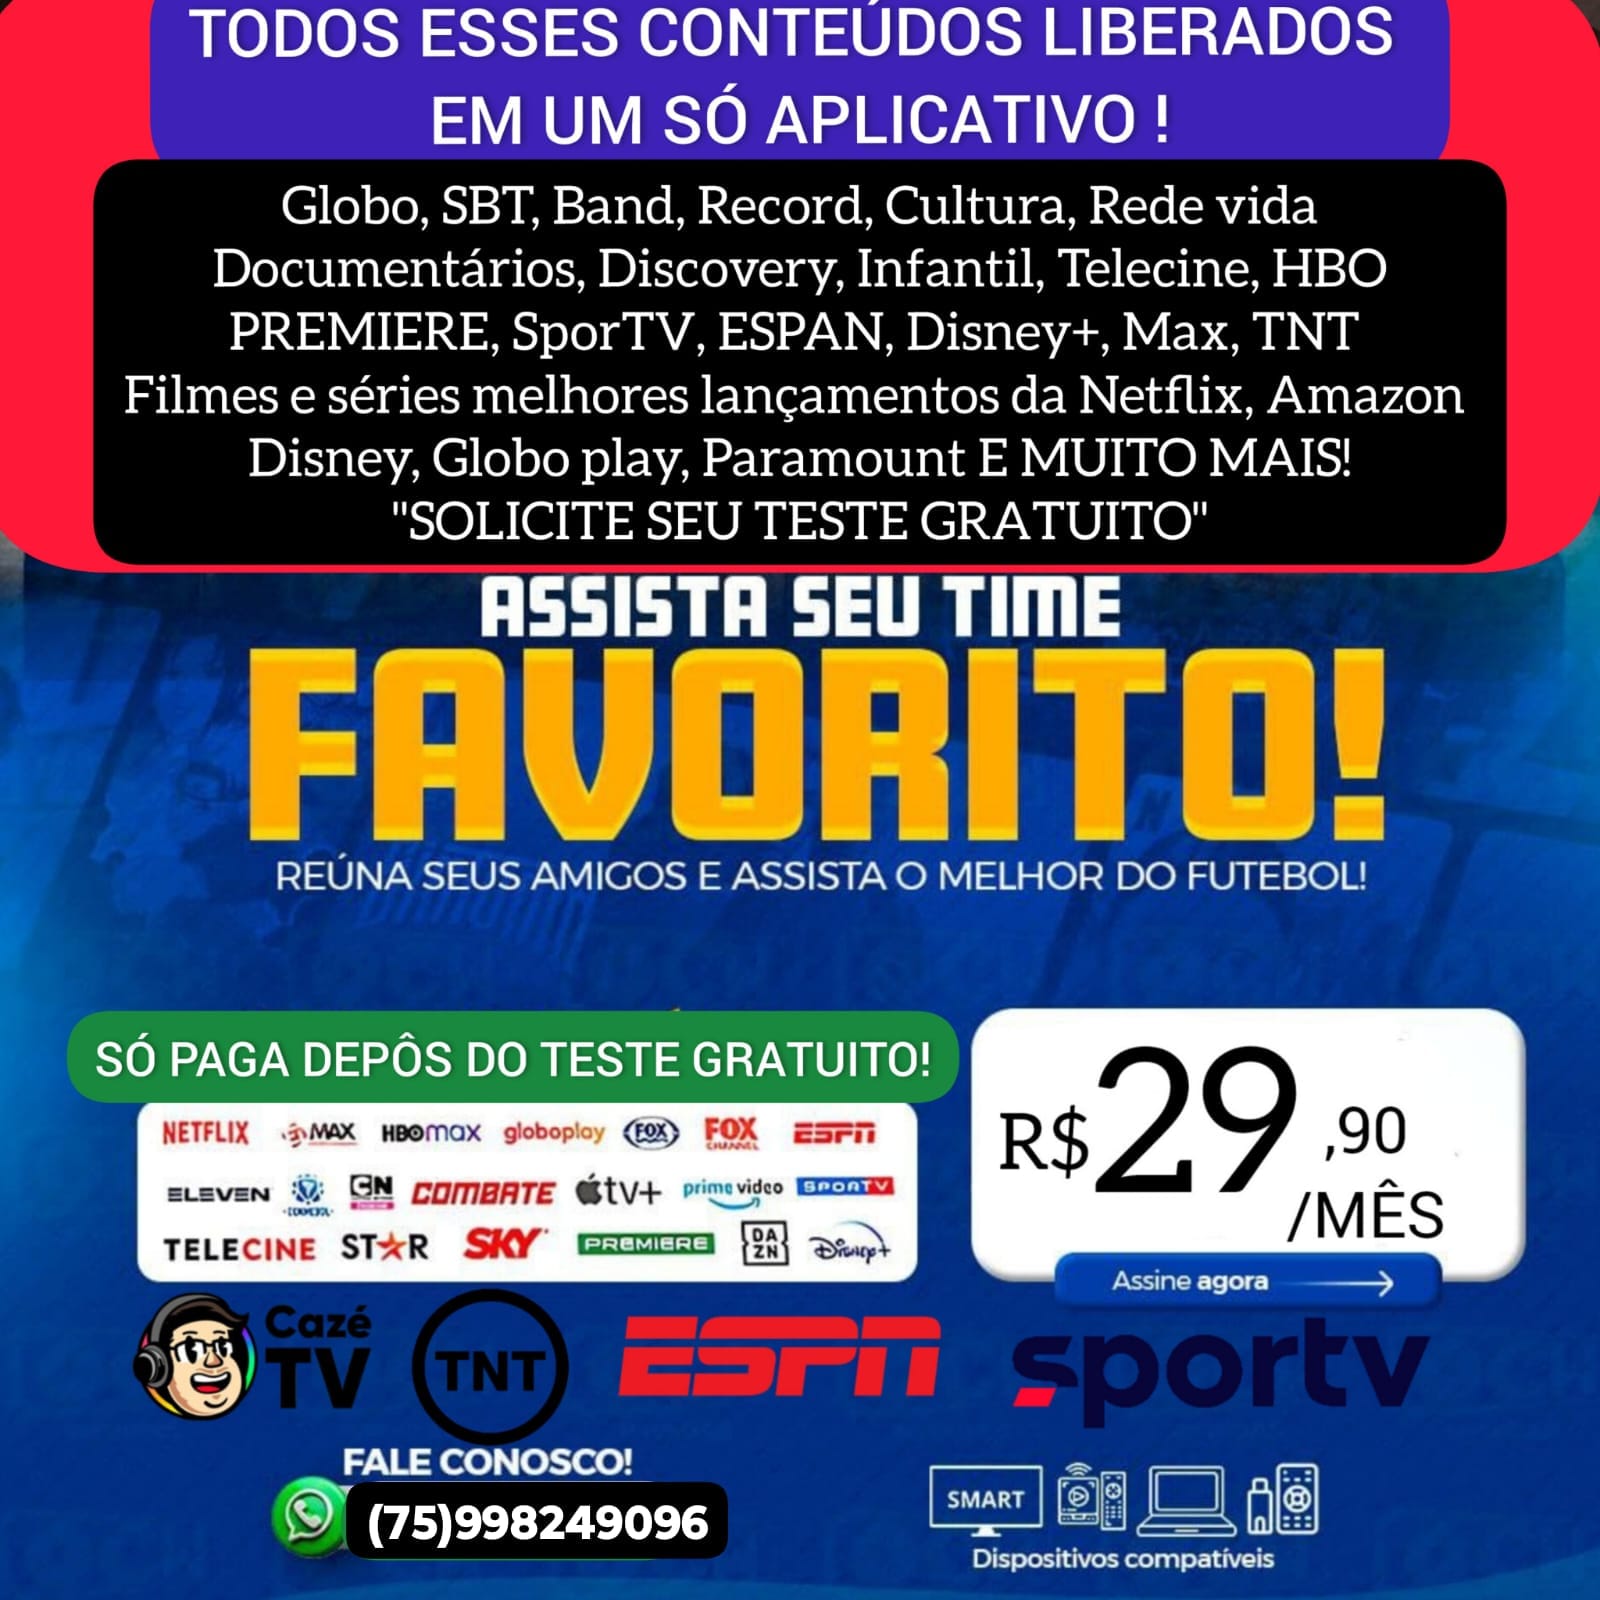 TODOS ESSES CONTEÚDOS LIBERADOS
EM UM SÓ APLICATIVO !
Globo, SBT, Band, Record, Cultura, Rede vida
Documentários, Discovery, Infantil, Telecine, HBO
PREMIERE, SporTV, ESPAN, Disney+, Max, TNT
Filmes e séries melhores lançamentos da Netflix, Amazon
Disney, Globo play, Paramount E MUITO MAIS!
"SOLICITE SEU TESTE GRATUITO"
ASSISTA SEU TIME
FAVORITO!
REÚNA SEUS AMIGOS E ASSISTA O MELHOR DO FUTEBOL!
SÓ PAGA DEPÔS DO TESTE GRATUITO!
NETFLIX MAX HBOmax globoplay FOX FOX CHANNEL ESPN
ELEVEN CN COMBATE tv+ prime video SPORTV
TELECINE STAR SKY PREMIERE DAZN Disney+
R$ 29,90
/MÊS
Assine agora
Cazé TV
TNT
ESPN
sportv
FALE CONOSCO!
(75)998249096
SMART
Dispositivos compatíveis